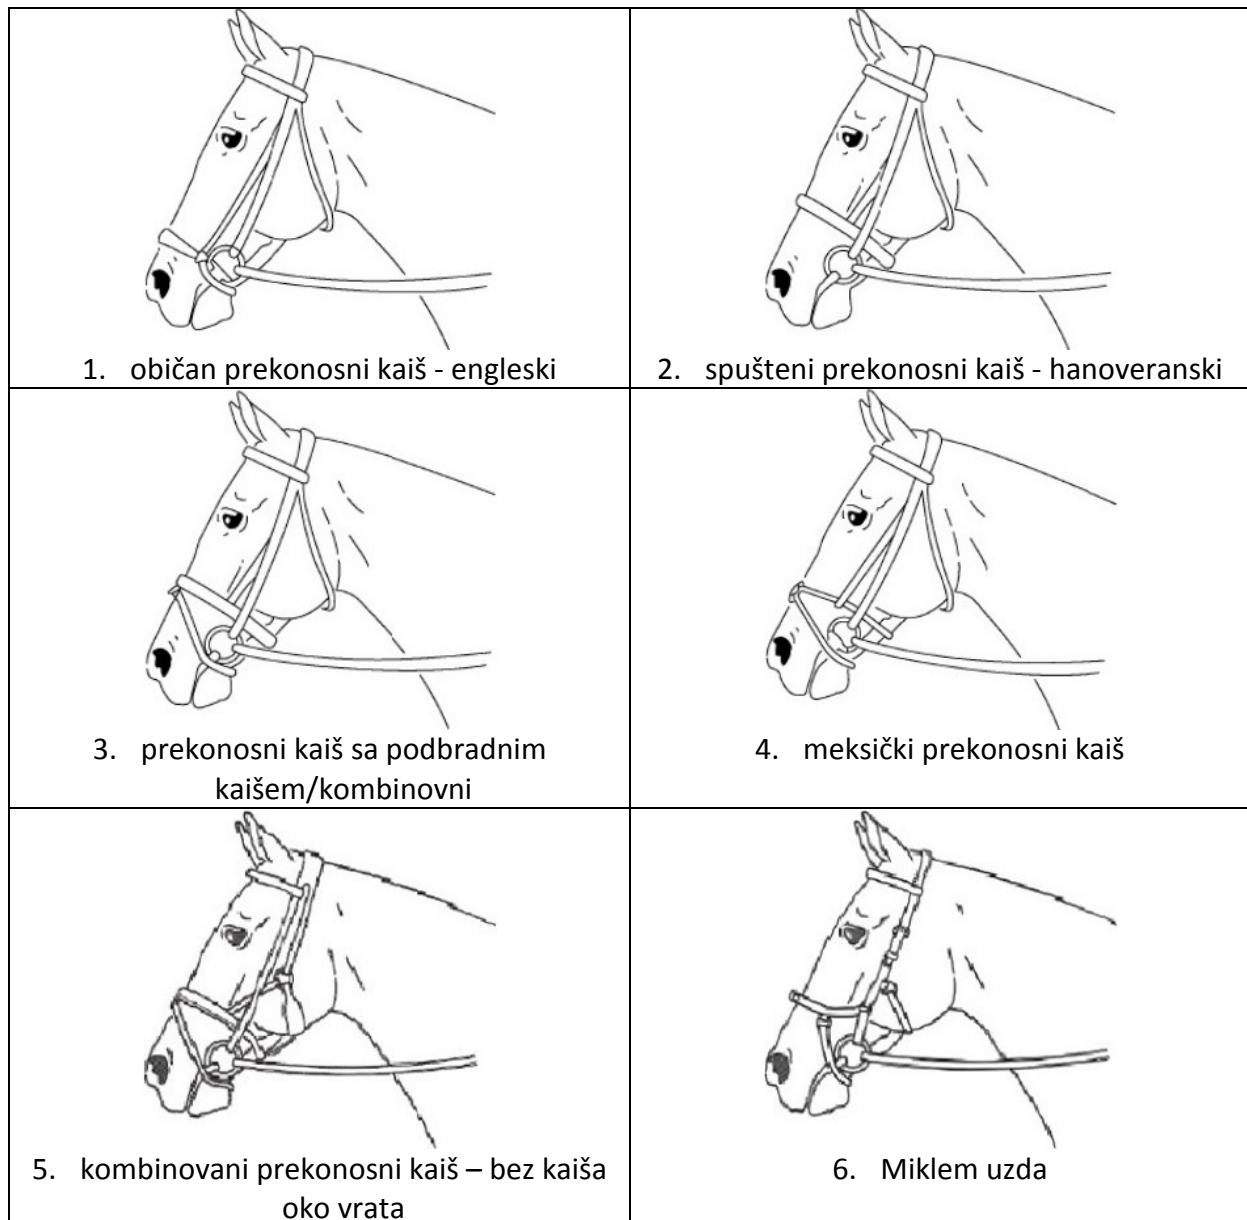 1. običan prekonosni kaiš - engleski
2. spušteni prekonosni kaiš - hanoveranski
3. prekonosni kaiš sa podbradnim
kaišem/kombinovni
4. meksički prekonosni kaiš
5. kombinovani prekonosni kaiš – bez kaiša
oko vrata
6. Miklem uzda